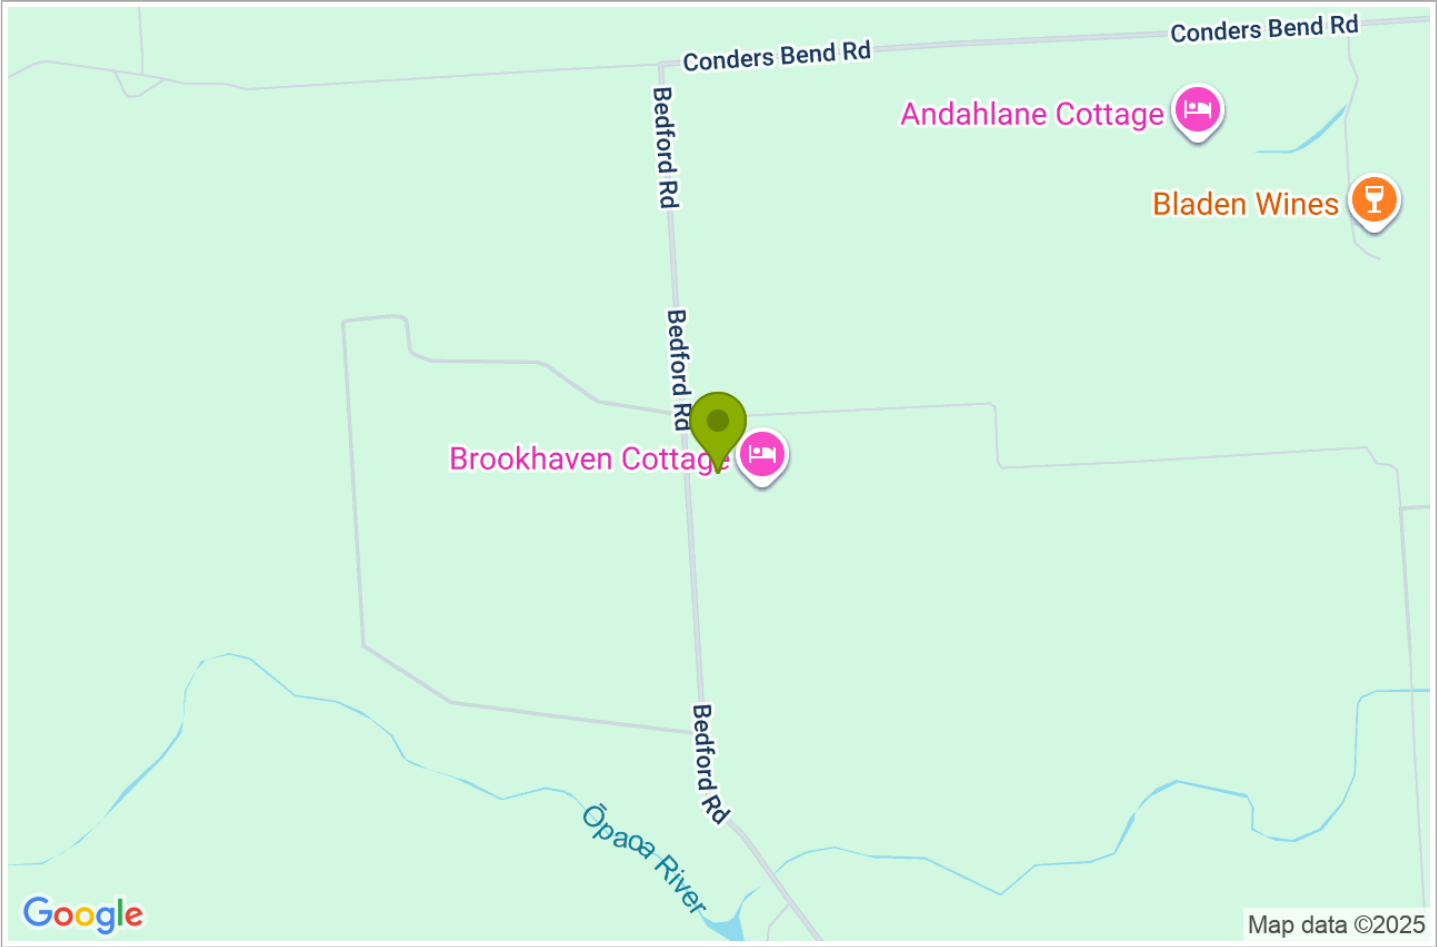 Conders Bend Rd
Conders Bend Rd
Bedford Rd
Andahlane Cottage
Bladen Wines
Bedford Rd
Brookhaven Cottage
Bedford Rd
Ōpaoa River
Google
Map data ©2025